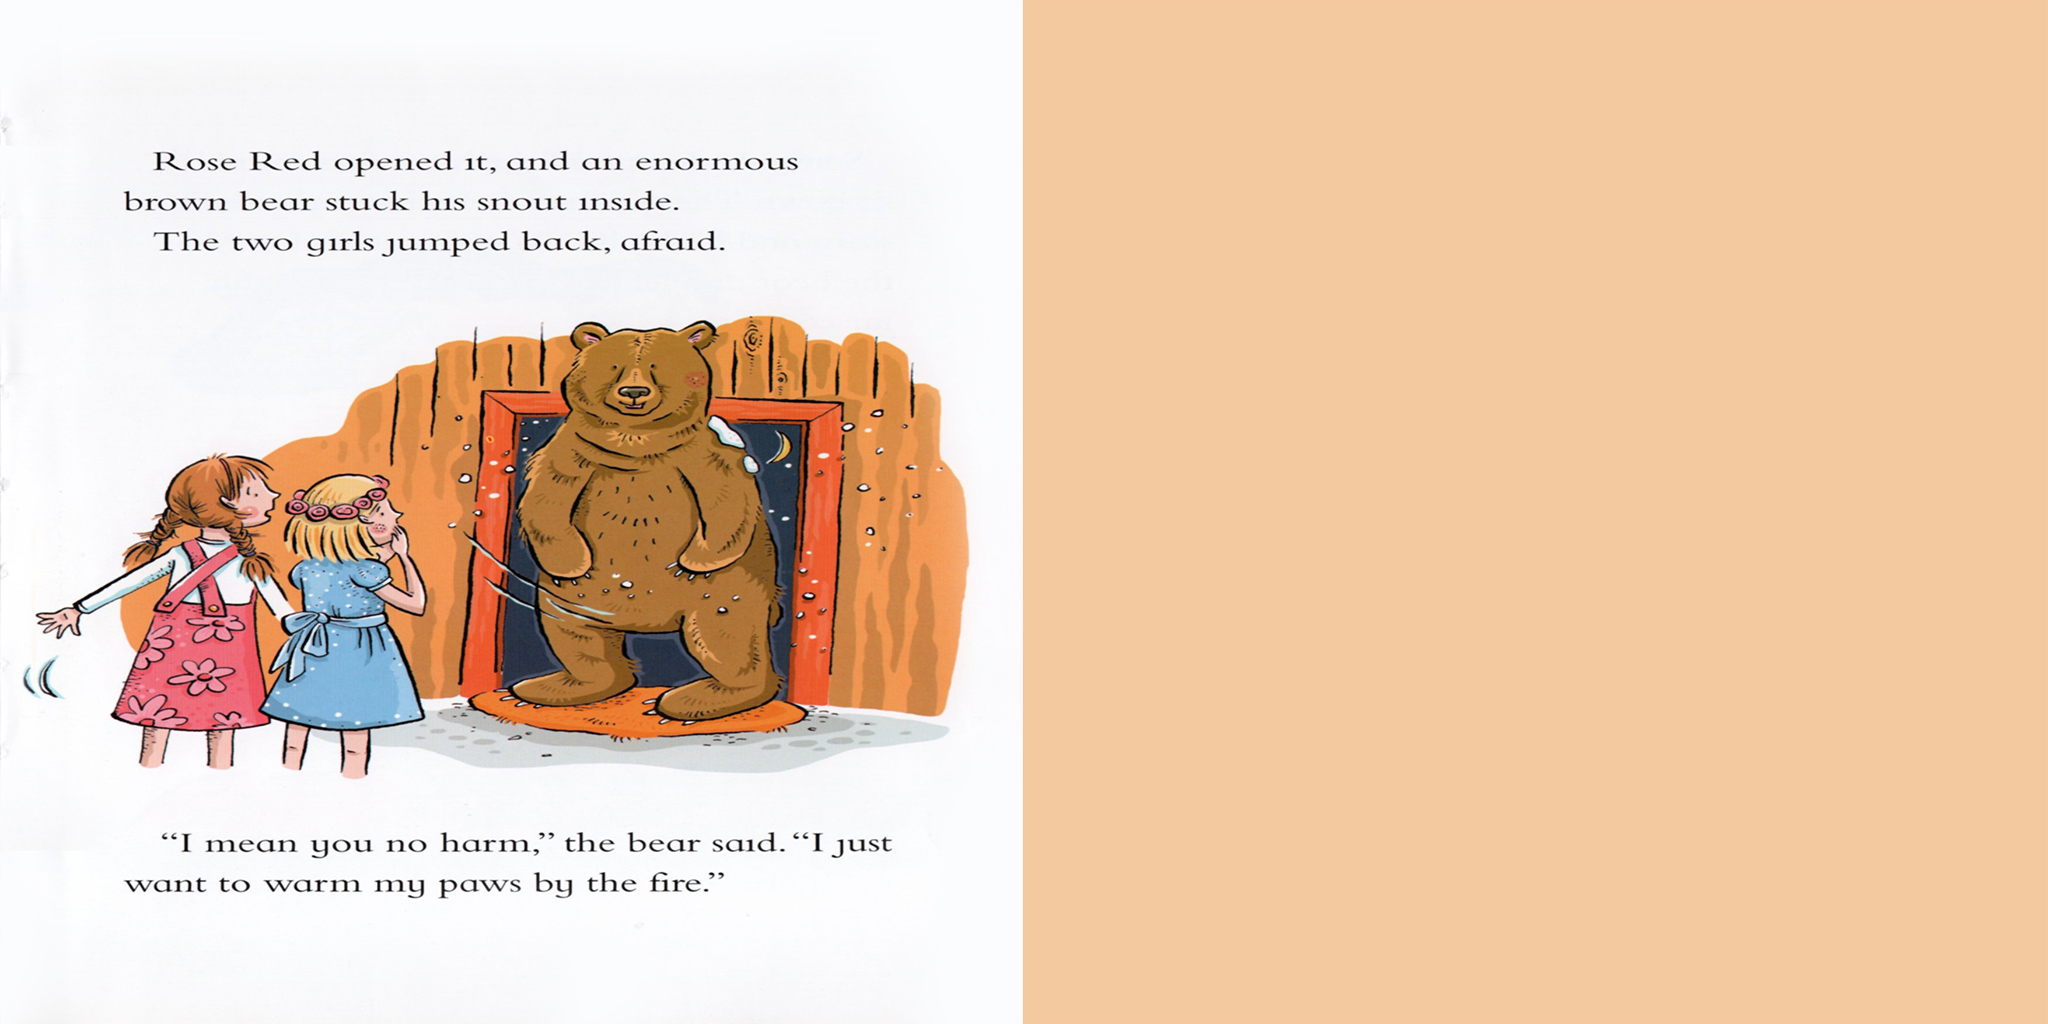 Rose Red opened it, and an enormous
brown bear stuck his snout inside.
The two girls jumped back, afraid.
“I mean you no harm,” the bear said. “I just
want to warm my paws by the fire.”